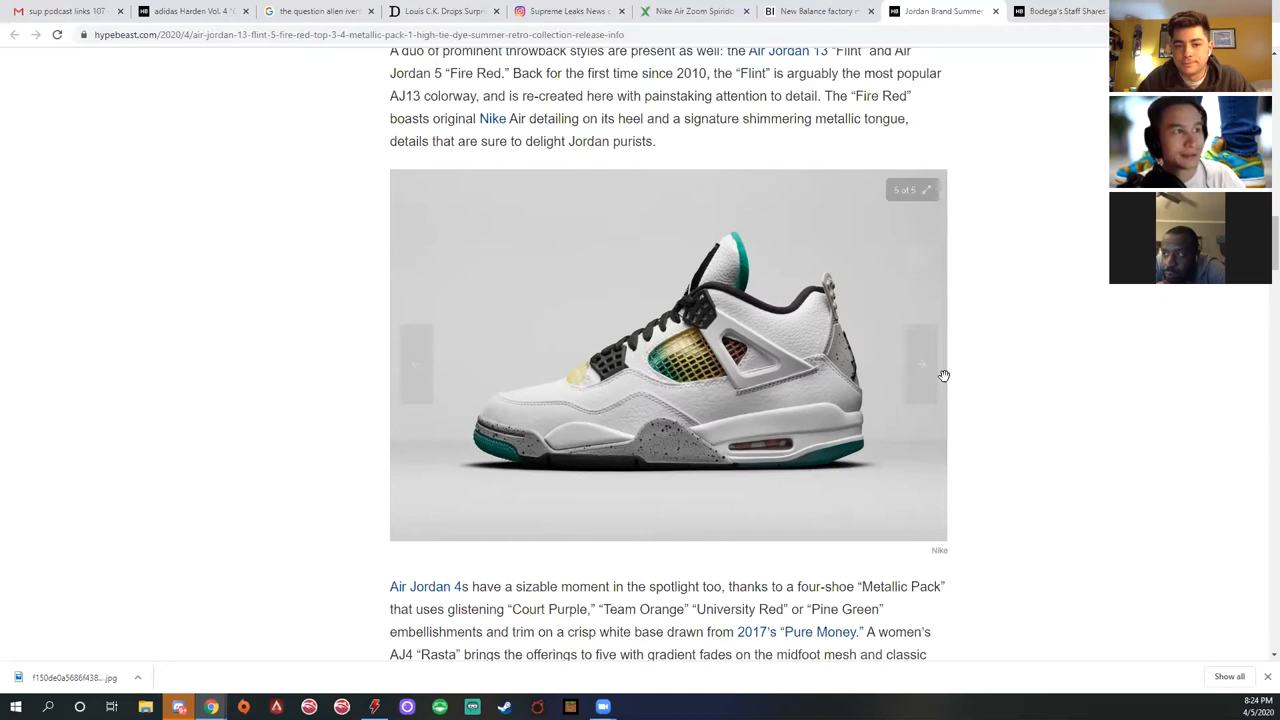 sup podcast links 107
adidas Harden Vol. 4 "C
the question allen ivers
Louis C.K. Drops Surpris
Supreme Leaks News
Nike Air Zoom Spiridon
New Balance factory
Jordan Brand Summer
Bodega's Staff Shares
hypebeast.com/2020/4/air-jordan-13-flint-5-fire-red-top-3-4-metallic-pack-1-high-tie-dye-summer-retro-collection-release-info
A duo of prominent throwback styles are present as well: the Air Jordan 13 “Flint” and Air
Jordan 5 “Fire Red.” Back for the first time since 2010, the “Flint” is arguably the most popular
AJ13 colorway, and is re-created here with painstaking attention to detail. The “Fire Red”
boasts original Nike Air detailing on its heel and a signature shimmering metallic tongue,
details that are sure to delight Jordan purists.
5 of 5
Nike
Air Jordan 4s have a sizable moment in the spotlight too, thanks to a four-shoe “Metallic Pack”
that uses glistening “Court Purple,” “Team Orange” “University Red” or “Pine Green”
embellishments and trim on a crisp white base drawn from 2017’s “Pure Money.” A women’s
AJ4 “Rasta” brings the offerings to five with gradient fades on the midfoot mesh and classic
f150de0a5686f438....jpg
Show all
8:24 PM
4/5/2020